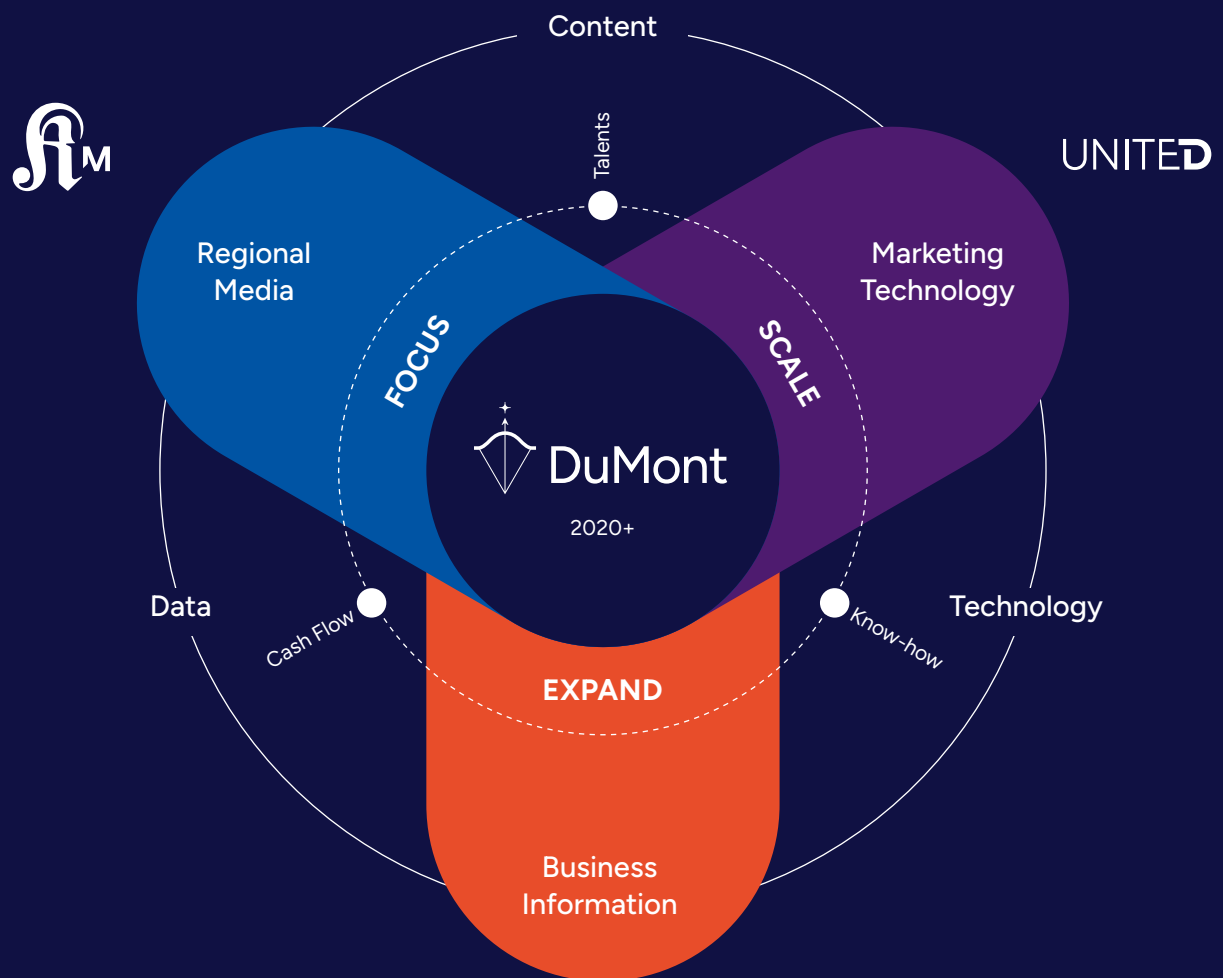 Content
Talents
AM
UNITED
Regional
Media
Marketing
Technology
FOCUS
SCALE
DuMont
2020+
Data
Technology
Cash Flow
Know-how
EXPAND
Business
Information